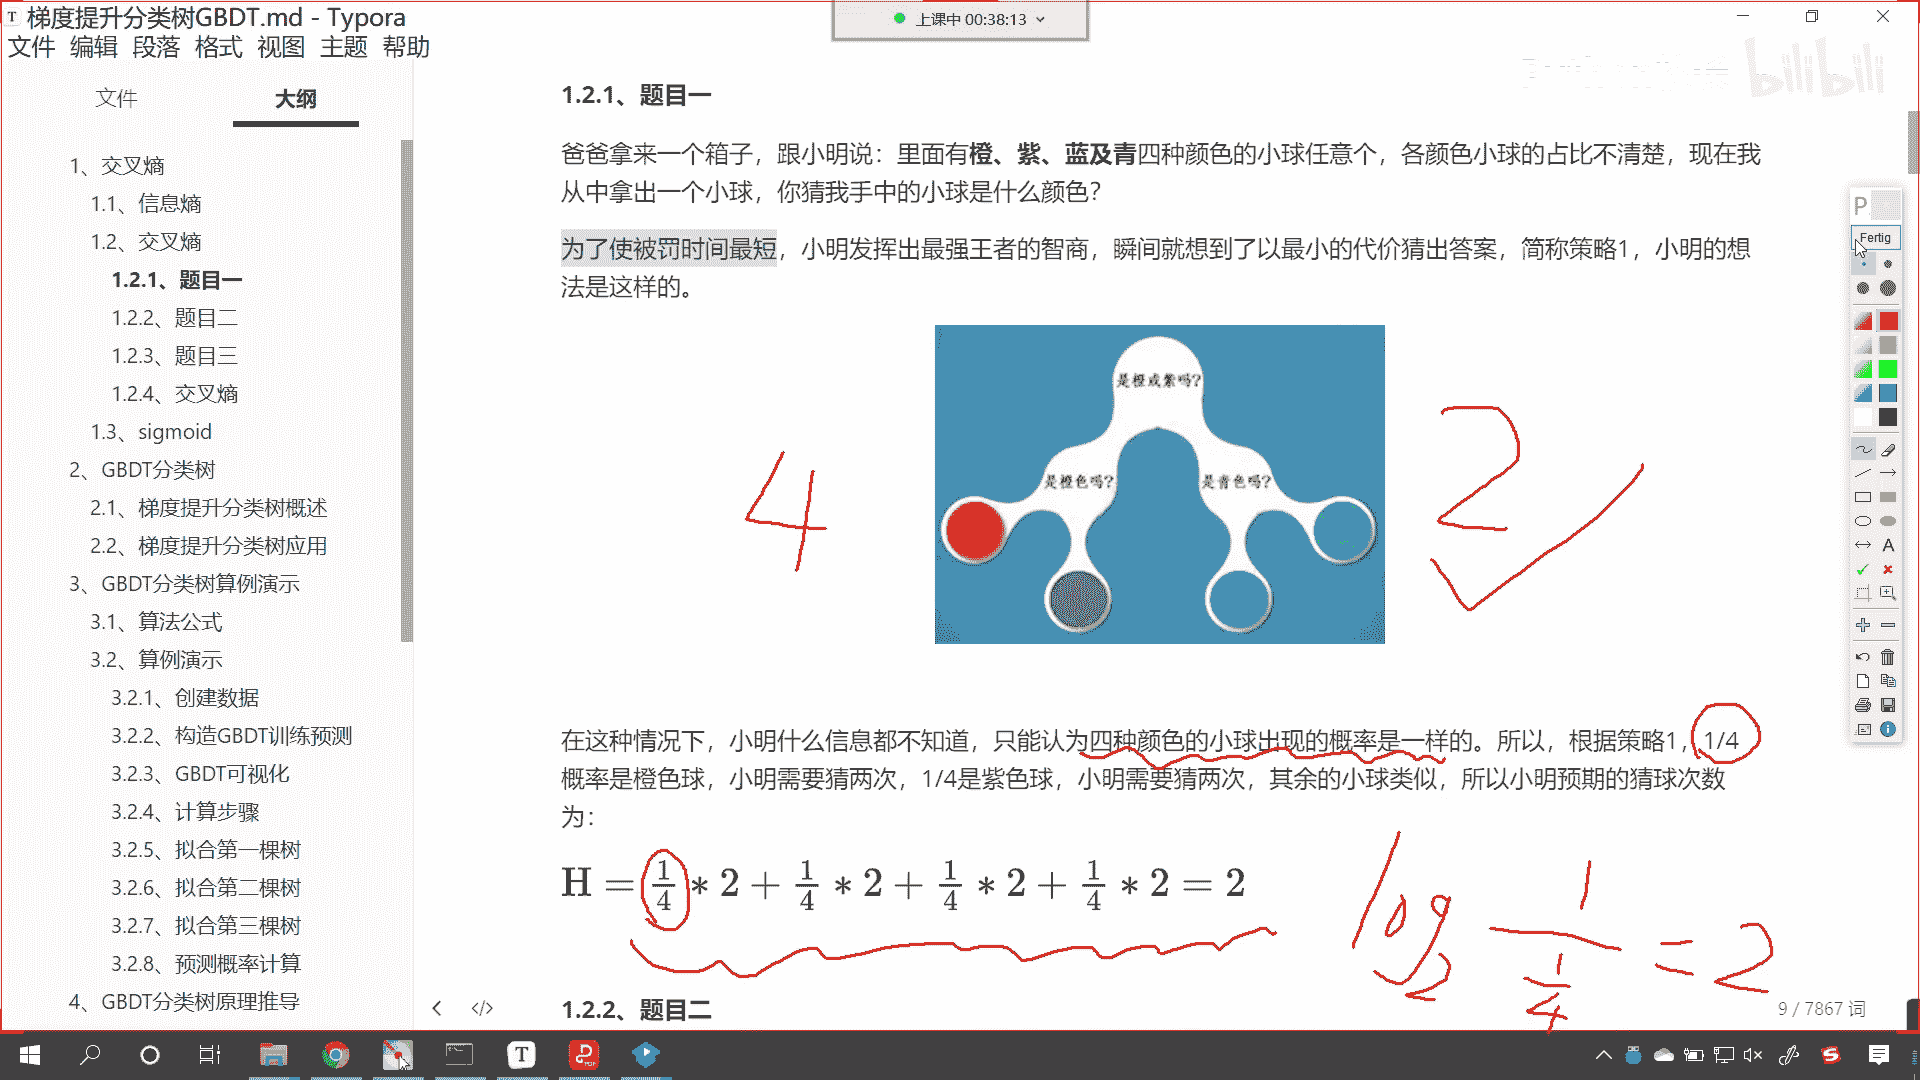 梯度提升分类树GBDT.md - Typora
上课中 00:38:13
文件 编辑 段落 格式 视图 主题 帮助
文件 大纲
1、交叉熵
1.1、信息熵
1.2、交叉熵
1.2.1、题目一
1.2.2、题目二
1.2.3、题目三
1.2.4、交叉熵
1.3、sigmoid
2、GBDT分类树
2.1、梯度提升分类树概述
2.2、梯度提升分类树应用
3、GBDT分类树算例演示
3.1、算法公式
3.2、算例演示
3.2.1、创建数据
3.2.2、构造GBDT训练预测
3.2.3、GBDT可视化
3.2.4、计算步骤
3.2.5、拟合第一棵树
3.2.6、拟合第二棵树
3.2.7、拟合第三棵树
3.2.8、预测概率计算
4、GBDT分类树原理推导
1.2.1、题目一
爸爸拿来一个箱子，跟小明说：里面有橙、紫、蓝及青四种颜色的小球任意个，各颜色小球的占比不清楚，现在我
从中拿出一个小球，你猜我手中的小球是什么颜色？
为了使被罚时间最短，小明发挥出最强王者的智商，瞬间就想到了以最小的代价猜出答案，简称策略1，小明的想
法是这样的。
是橙或紫吗?
是橙色吗? 是青色吗?
4
2
在这种情况下，小明什么信息都不知道，只能认为四种颜色的小球出现的概率是一样的。所以，根据策略1，1/4
概率是橙色球，小明需要猜两次，1/4是紫色球，小明需要猜两次，其余的小球类似，所以小明预期的猜球次数
为：
H = 1/4 * 2 + 1/4 * 2 + 1/4 * 2 + 1/4 * 2 = 2
log2 1/(1/4) = 2
1.2.2、题目二
9 / 7867 词
bilibili
P
Fertig
A